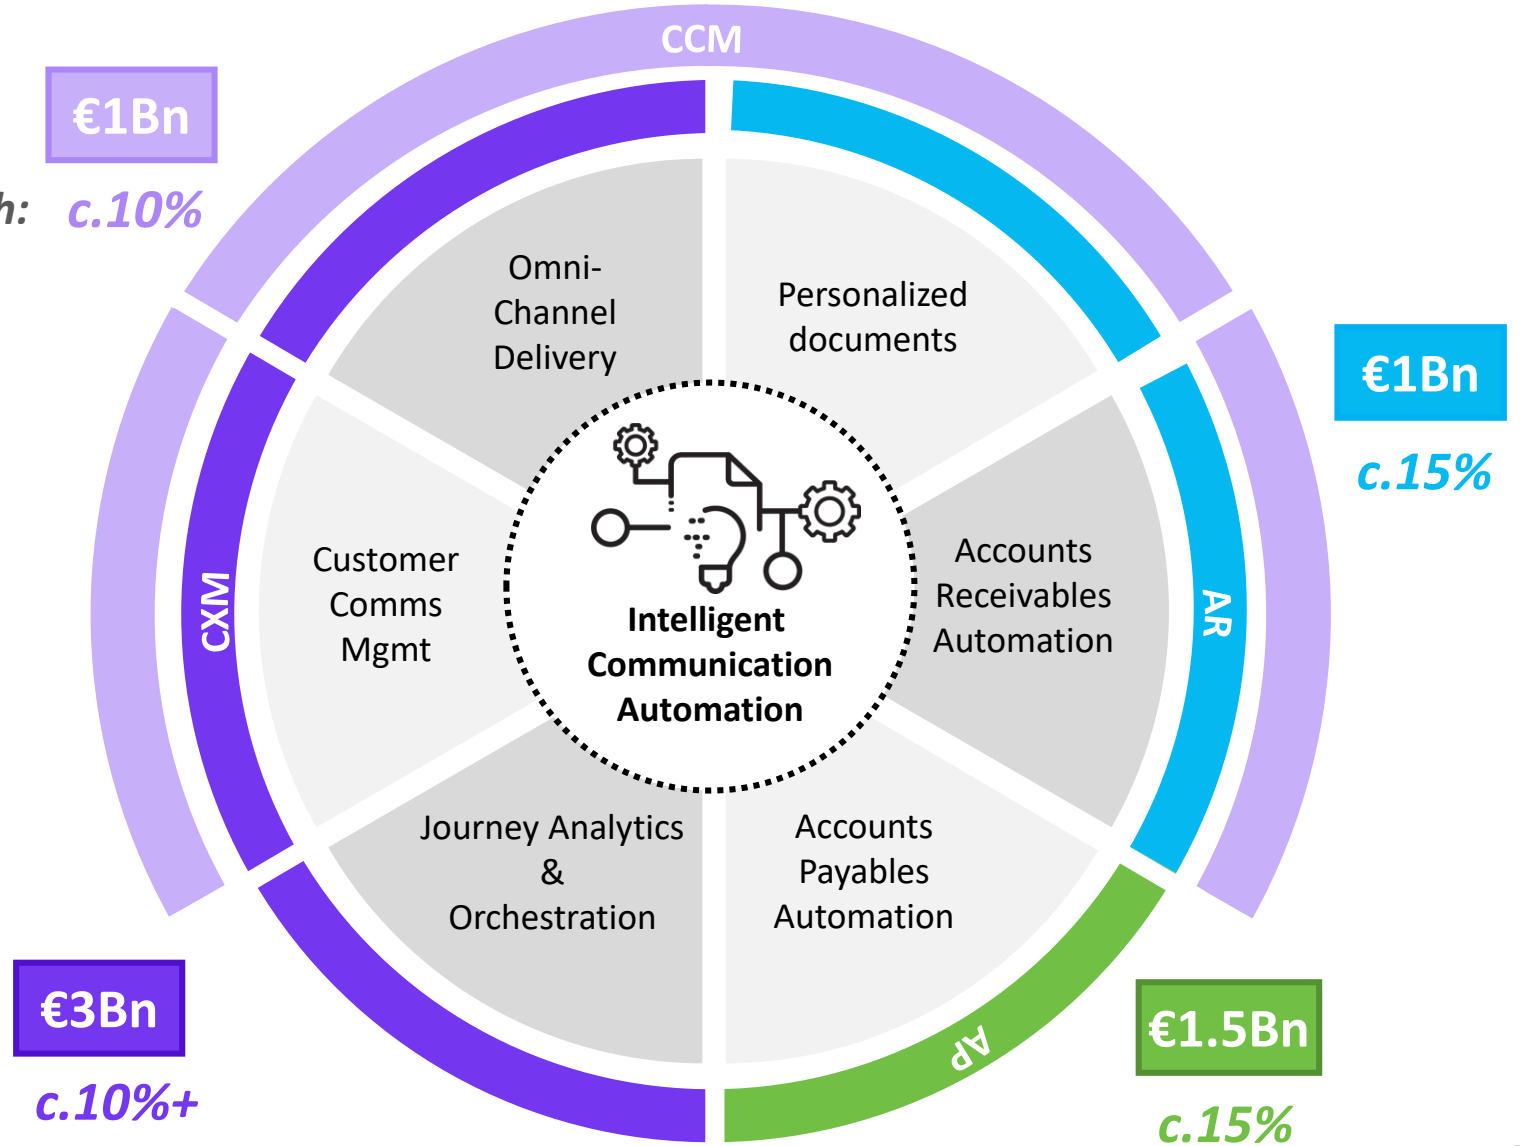 CCM
€1Bn
h: c.10%
Omni-
Channel
Delivery
Personalized
documents
€1Bn
c.15%
Customer
Comms
Mgmt
CXM
Intelligent
Communication
Automation
Accounts
Receivables
Automation
AR
Journey Analytics
&
Orchestration
Accounts
Payables
Automation
€3Bn
c.10%+
AP
€1.5Bn
c.15%